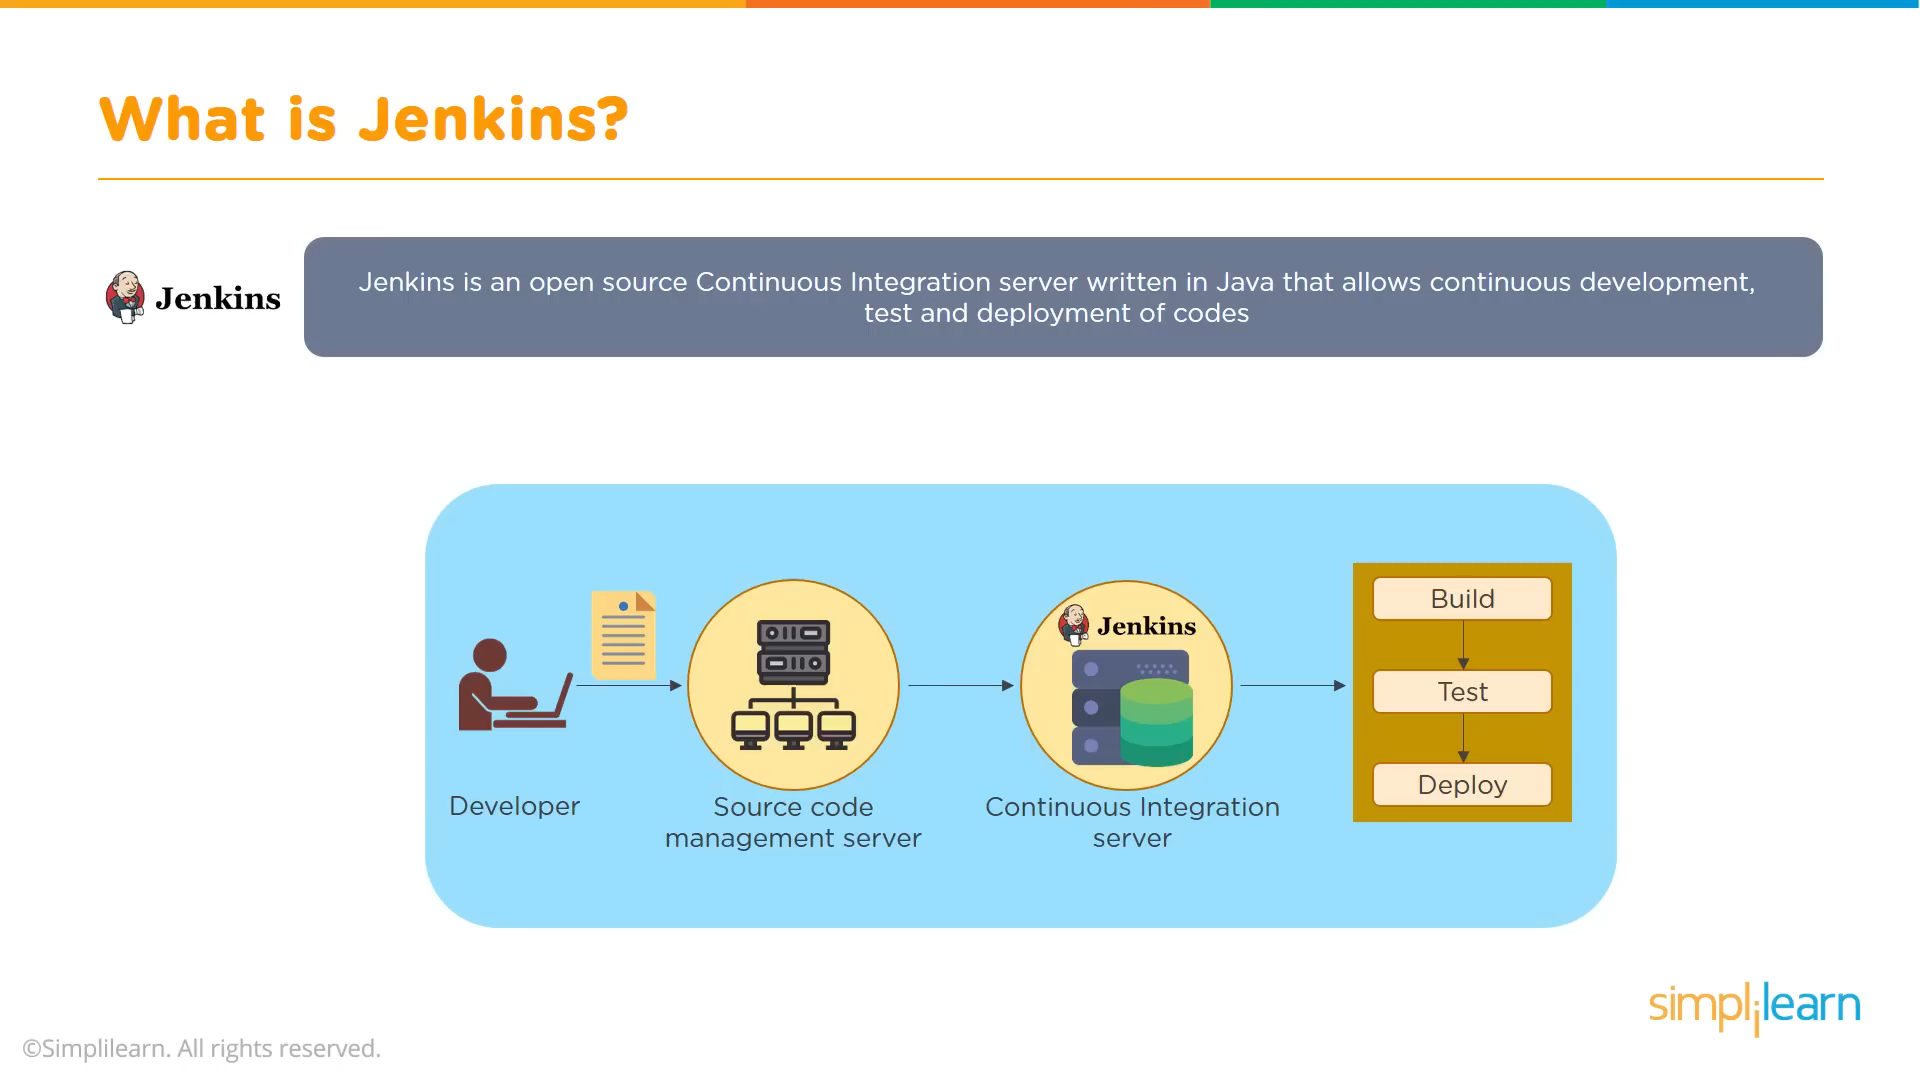 What is Jenkins?
Jenkins
Jenkins is an open source Continuous Integration server written in Java that allows continuous development,
test and deployment of codes
Jenkins
Build
Test
Deploy
Developer
Source code
management server
Continuous Integration
server
simplilearn
©Simplilearn. All rights reserved.